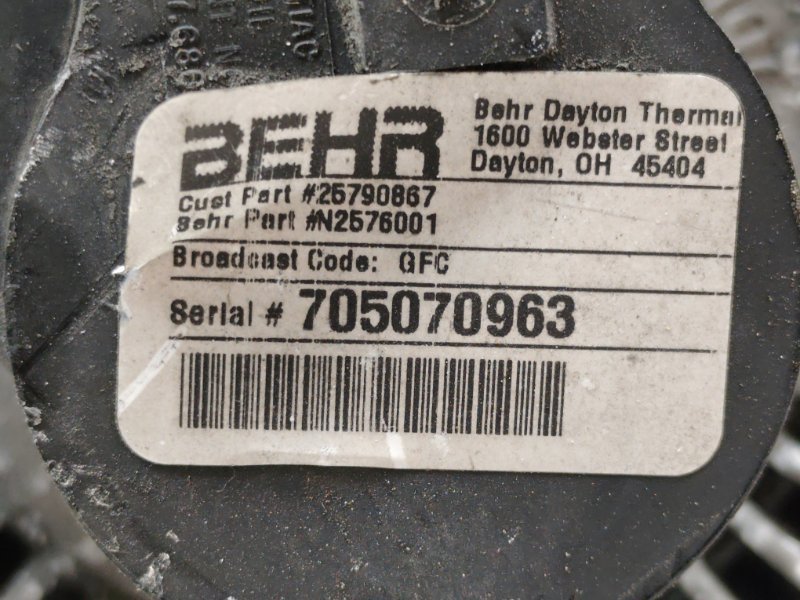 BEHR
Behr Dayton Thermal
1600 Webster Street
Dayton, OH 45404
Cust Part #25790867
Behr Part #N2576001
Broadcast Code: GFC
Serial # 705070963